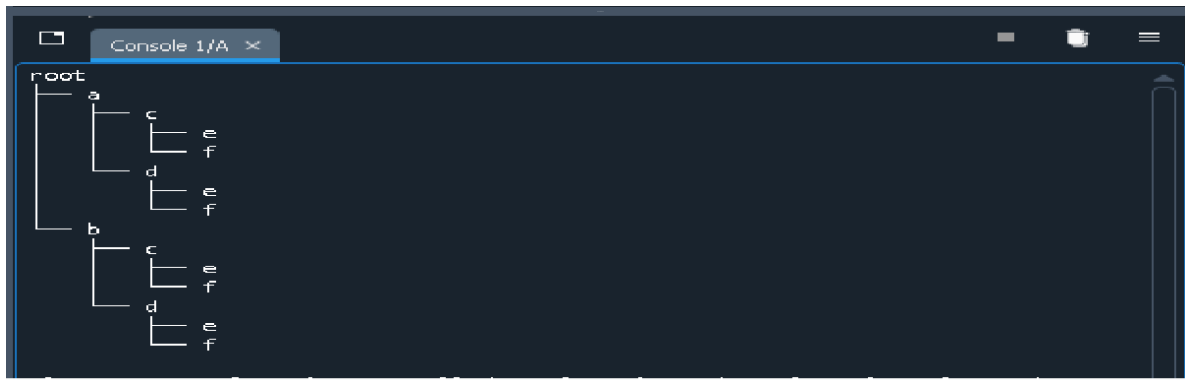 Console 1/A
root
├── a
│   ├── c
│   │   ├── e
│   │   └── f
│   └── d
│       ├── e
│       └── f
└── b
    ├── c
    │   ├── e
    │   └── f
    └── d
        ├── e
        └── f